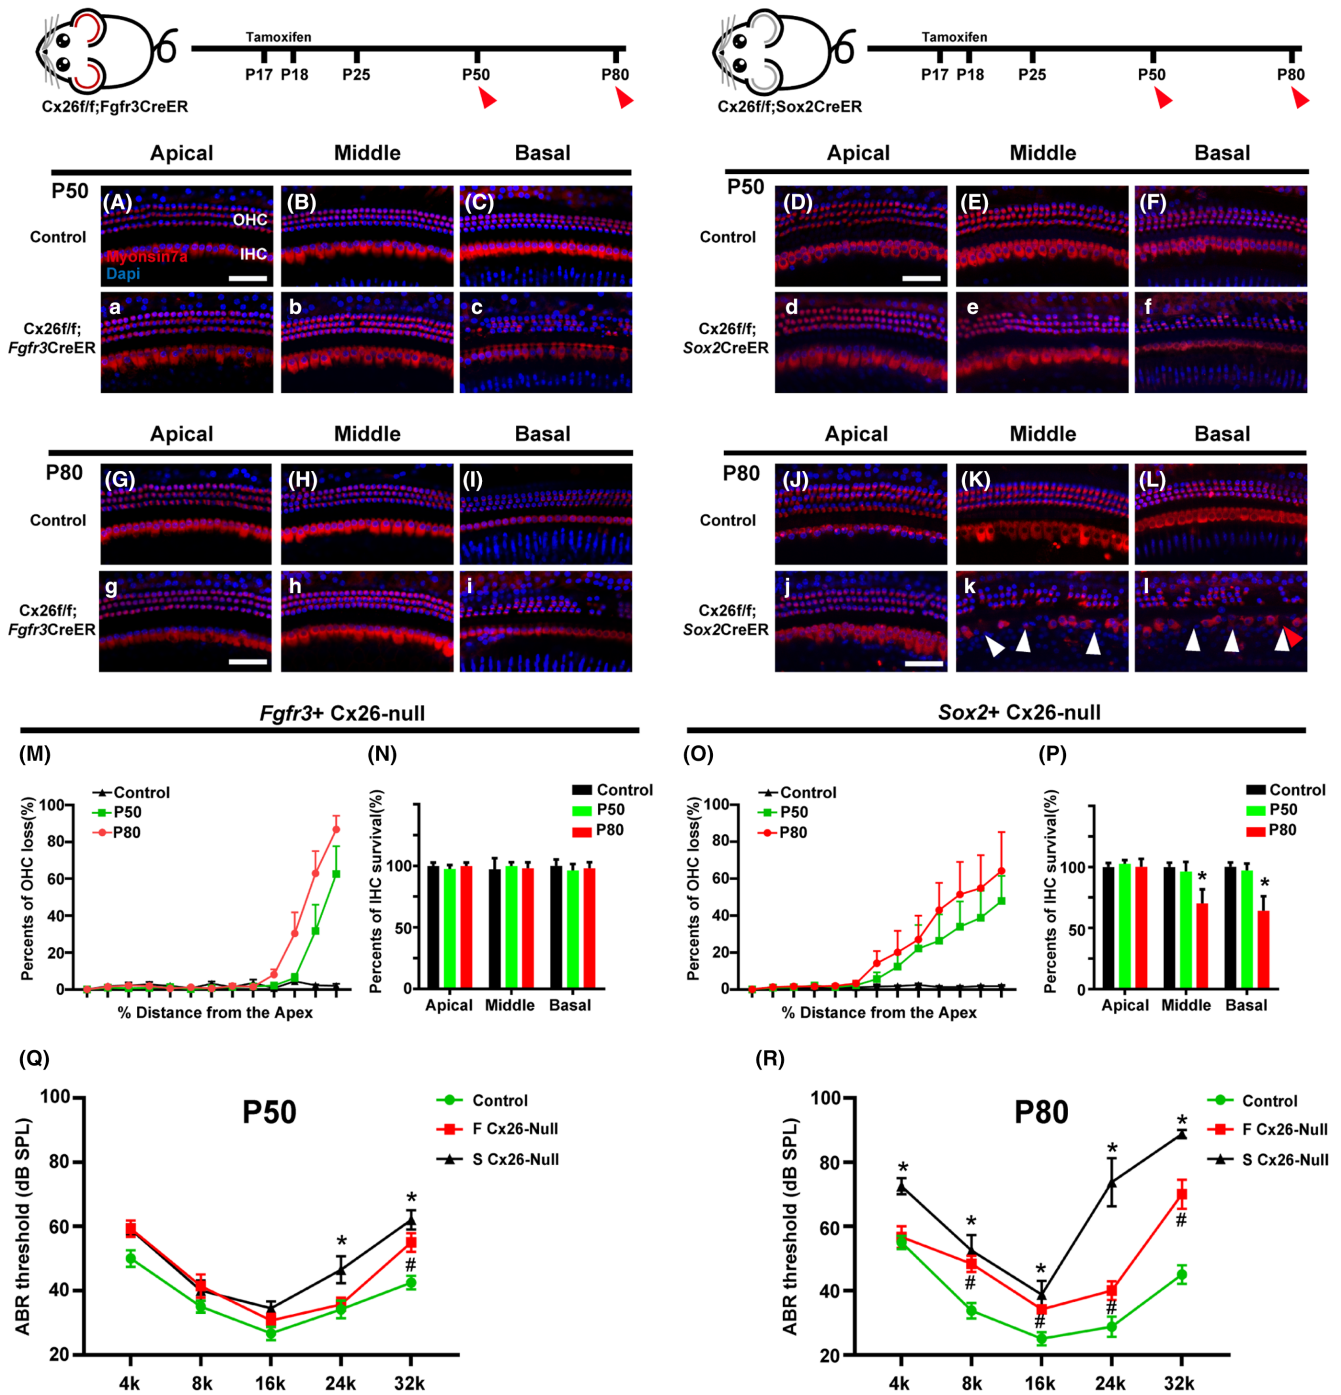 Tamoxifen
P17 P18 P25 P50 P80
Cx26f/f;Fgfr3CreER
Tamoxifen
P17 P18 P25 P50 P80
Cx26f/f;Sox2CreER
Apical Middle Basal
P50
Control
(A) (B) (C)
OHC
IHC
Myonsin7a
Dapi
Cx26f/f;
Fgfr3CreER
a b c
Apical Middle Basal
P50
Control
(D) (E) (F)
Cx26f/f;
Sox2CreER
d e f
Apical Middle Basal
P80
Control
(G) (H) (I)
Cx26f/f;
Fgfr3CreER
g h i
Apical Middle Basal
P80
Control
(J) (K) (L)
Cx26f/f;
Sox2CreER
j k l
Fgfr3+ Cx26-null
Sox2+ Cx26-null
(M)
Control
P50
P80
Percents of OHC loss(%)
100
80
60
40
20
0
% Distance from the Apex
(N)
Control
P50
P80
Percents of IHC survival(%)
100
50
0
Apical Middle Basal
(O)
Control
P50
P80
Percents of OHC loss(%)
100
80
60
40
20
0
% Distance from the Apex
(P)
Control
P50
P80
Percents of IHC survival(%)
100
50
0
* *
Apical Middle Basal
(Q)
P50
Control
F Cx26-Null
S Cx26-Null
ABR threshold (dB SPL)
100
80
60
40
20
* *
#
4k 8k 16k 24k 32k
(R)
P80
Control
F Cx26-Null
S Cx26-Null
ABR threshold (dB SPL)
100
80
60
40
20
* * * * *
# # # #
4k 8k 16k 24k 32k